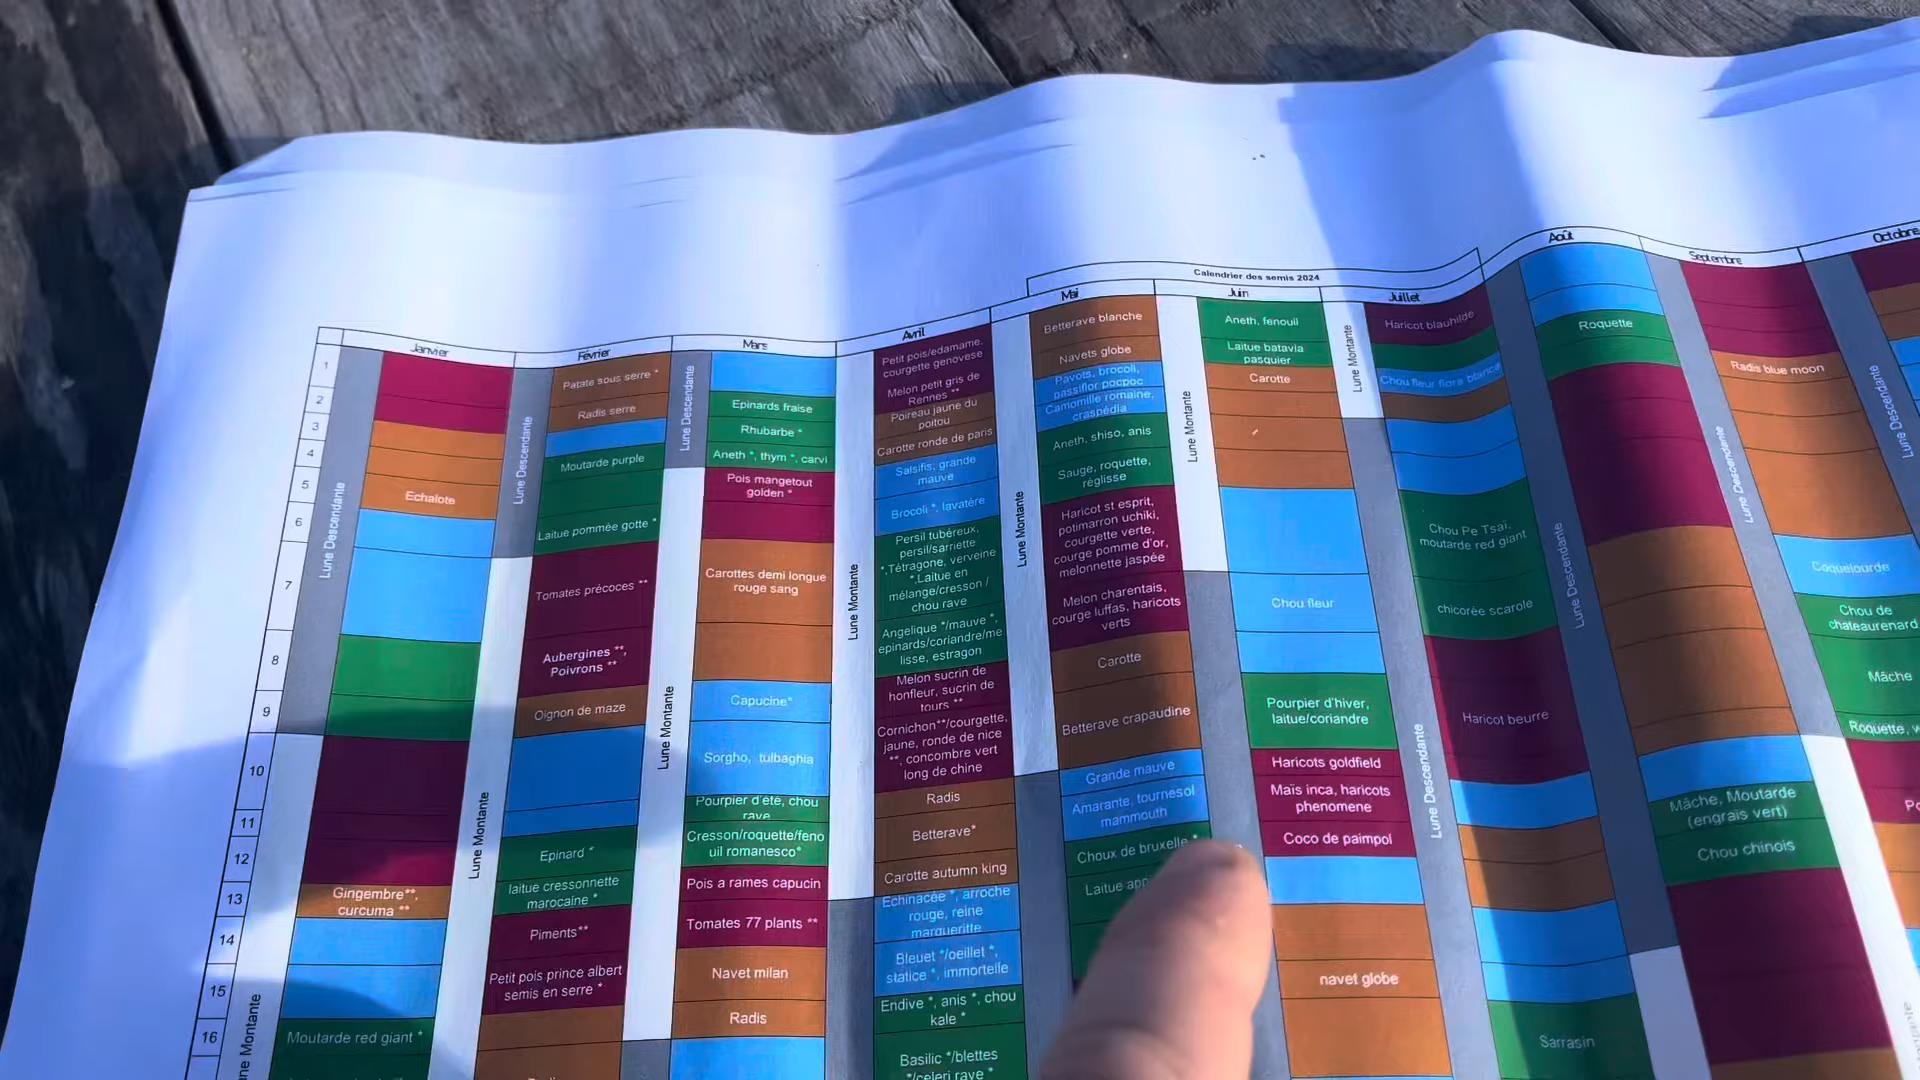 Calendrier des semis 2024
Janvier
Février
Mars
Avril
Mai
Juin
Juillet
Août
Septembre
Octobre
1
2
3
4
5
6
7
8
9
10
11
12
13
14
15
16
Lune Descendante
Echalote
Gingembre**,
curcuma **
Moutarde red giant *
Lune Montante
Lune Descendante
Patate sous serre *
Radis serre
Moutarde purple
Laitue pommée gotte *
Tomates précoces **
Aubergines **,
Poivrons **
Oignon de maze
Epinard *
laitue cressonnette
marocaine *
Piments**
Petit pois prince albert
semis en serre *
Lune Montante
Lune Descendante
Epinards fraise
Rhubarbe *
Aneth *, thym *, carvi
Pois mangetout
golden *
Carottes demi longue
rouge sang
Capucine*
Sorgho, tulbaghia
Pourpier d'été, chou
rave
Cresson/roquette/feno
uil romanesco*
Pois a rames capucin
Tomates 77 plants **
Navet milan
Radis
Lune Montante
Lune Montante
Petit pois/edamame.
courgette genovese
Melon petit gris de
Rennes **
Poireau jaune du
poitou
Carotte ronde de paris
Salsifis, grande
mauve
Brocoli *, lavatère
Persil tubéreux,
persil/sarriette
*,Tétragone, verveine
*,Laitue en
mélange/cresson /
chou rave
Angelique */mauve *,
epinards/coriandre/me
lisse, estragon
Melon sucrin de
honfleur, sucrin de
tours **
Cornichon**/courgette,
jaune, ronde de nice
**, concombre vert
long de chine
Radis
Betterave*
Carotte autumn king
Echinacée *, arroche
rouge, reine
margueritte
Bleuet */oeillet *,
statice *, immortelle
Endive *, anis *, chou
kale *
Basilic */blettes
*/celeri rave *
Lune Montante
Betterave blanche
Navets globe
Pavots, brocoli,
passiflor pocpoc
Camomille romaine,
craspédia
Aneth, shiso, anis
Sauge, roquette,
réglisse
Haricot st esprit,
potimarron uchiki,
courgette verte,
courge pomme d'or,
melonnette jaspée
Melon charentais,
courge luffas, haricots
verts
Carotte
Betterave crapaudine
Grande mauve
Amarante, tournesol
mammouth
Choux de bruxelle *
Laitue
Lune Montante
Aneth, fenouil
Laitue batavia
pasquier
Carotte
Chou fleur
Pourpier d'hiver,
laitue/coriandre
Haricots goldfield
Maïs inca, haricots
phenomene
Coco de paimpol
navet globe
Lune Montante
Lune Descendante
Haricot blauhilde
Chou fleur flora blanca
Chou Pe Tsaï,
moutarde red giant
chicorée scarole
Haricot beurre
Sarrasin
Lune Descendante
Roquette
Mâche, Moutarde
(engrais vert)
Chou chinois
Lune Descendante
Radis blue moon
Coquelourde
Chou de
chateaurenard
Mâche
Roquette,
Lune Descendante